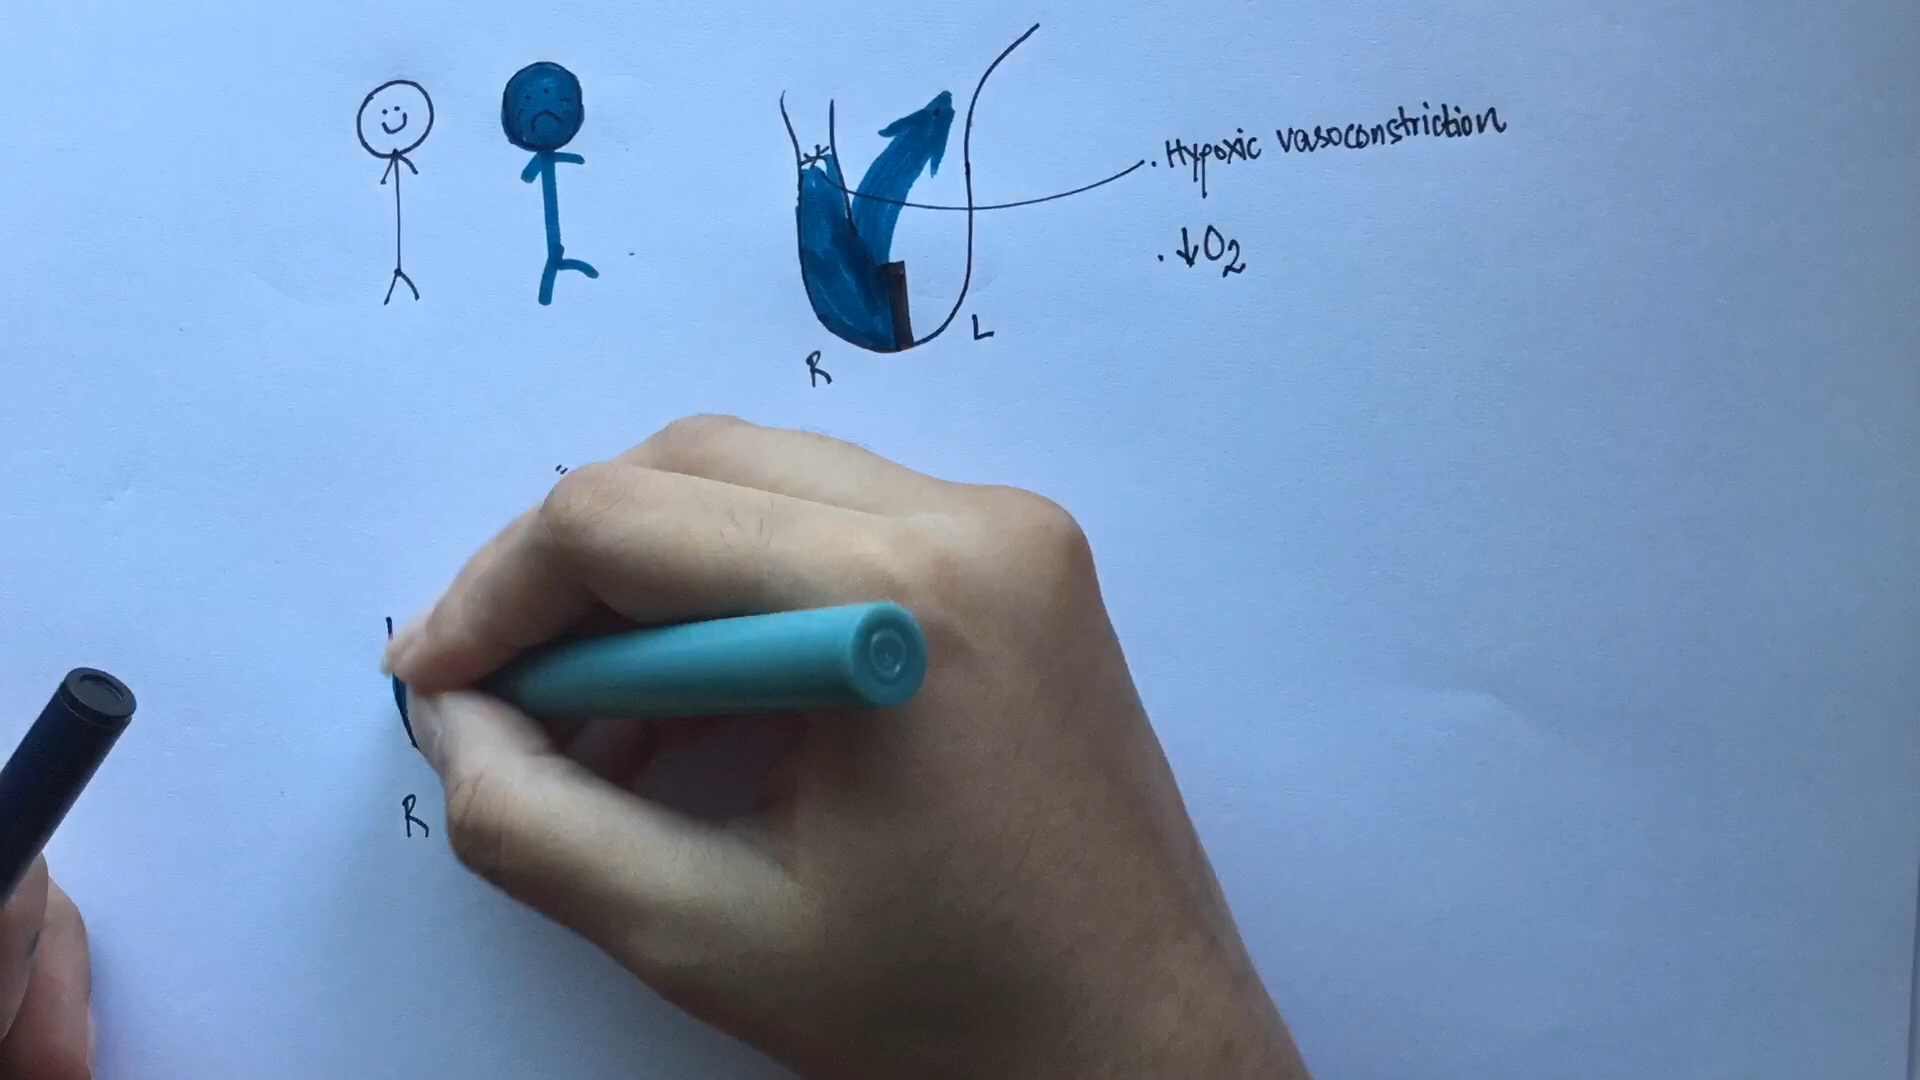 . Hypoxic vasoconstriction
. ↓O2
R
L
R